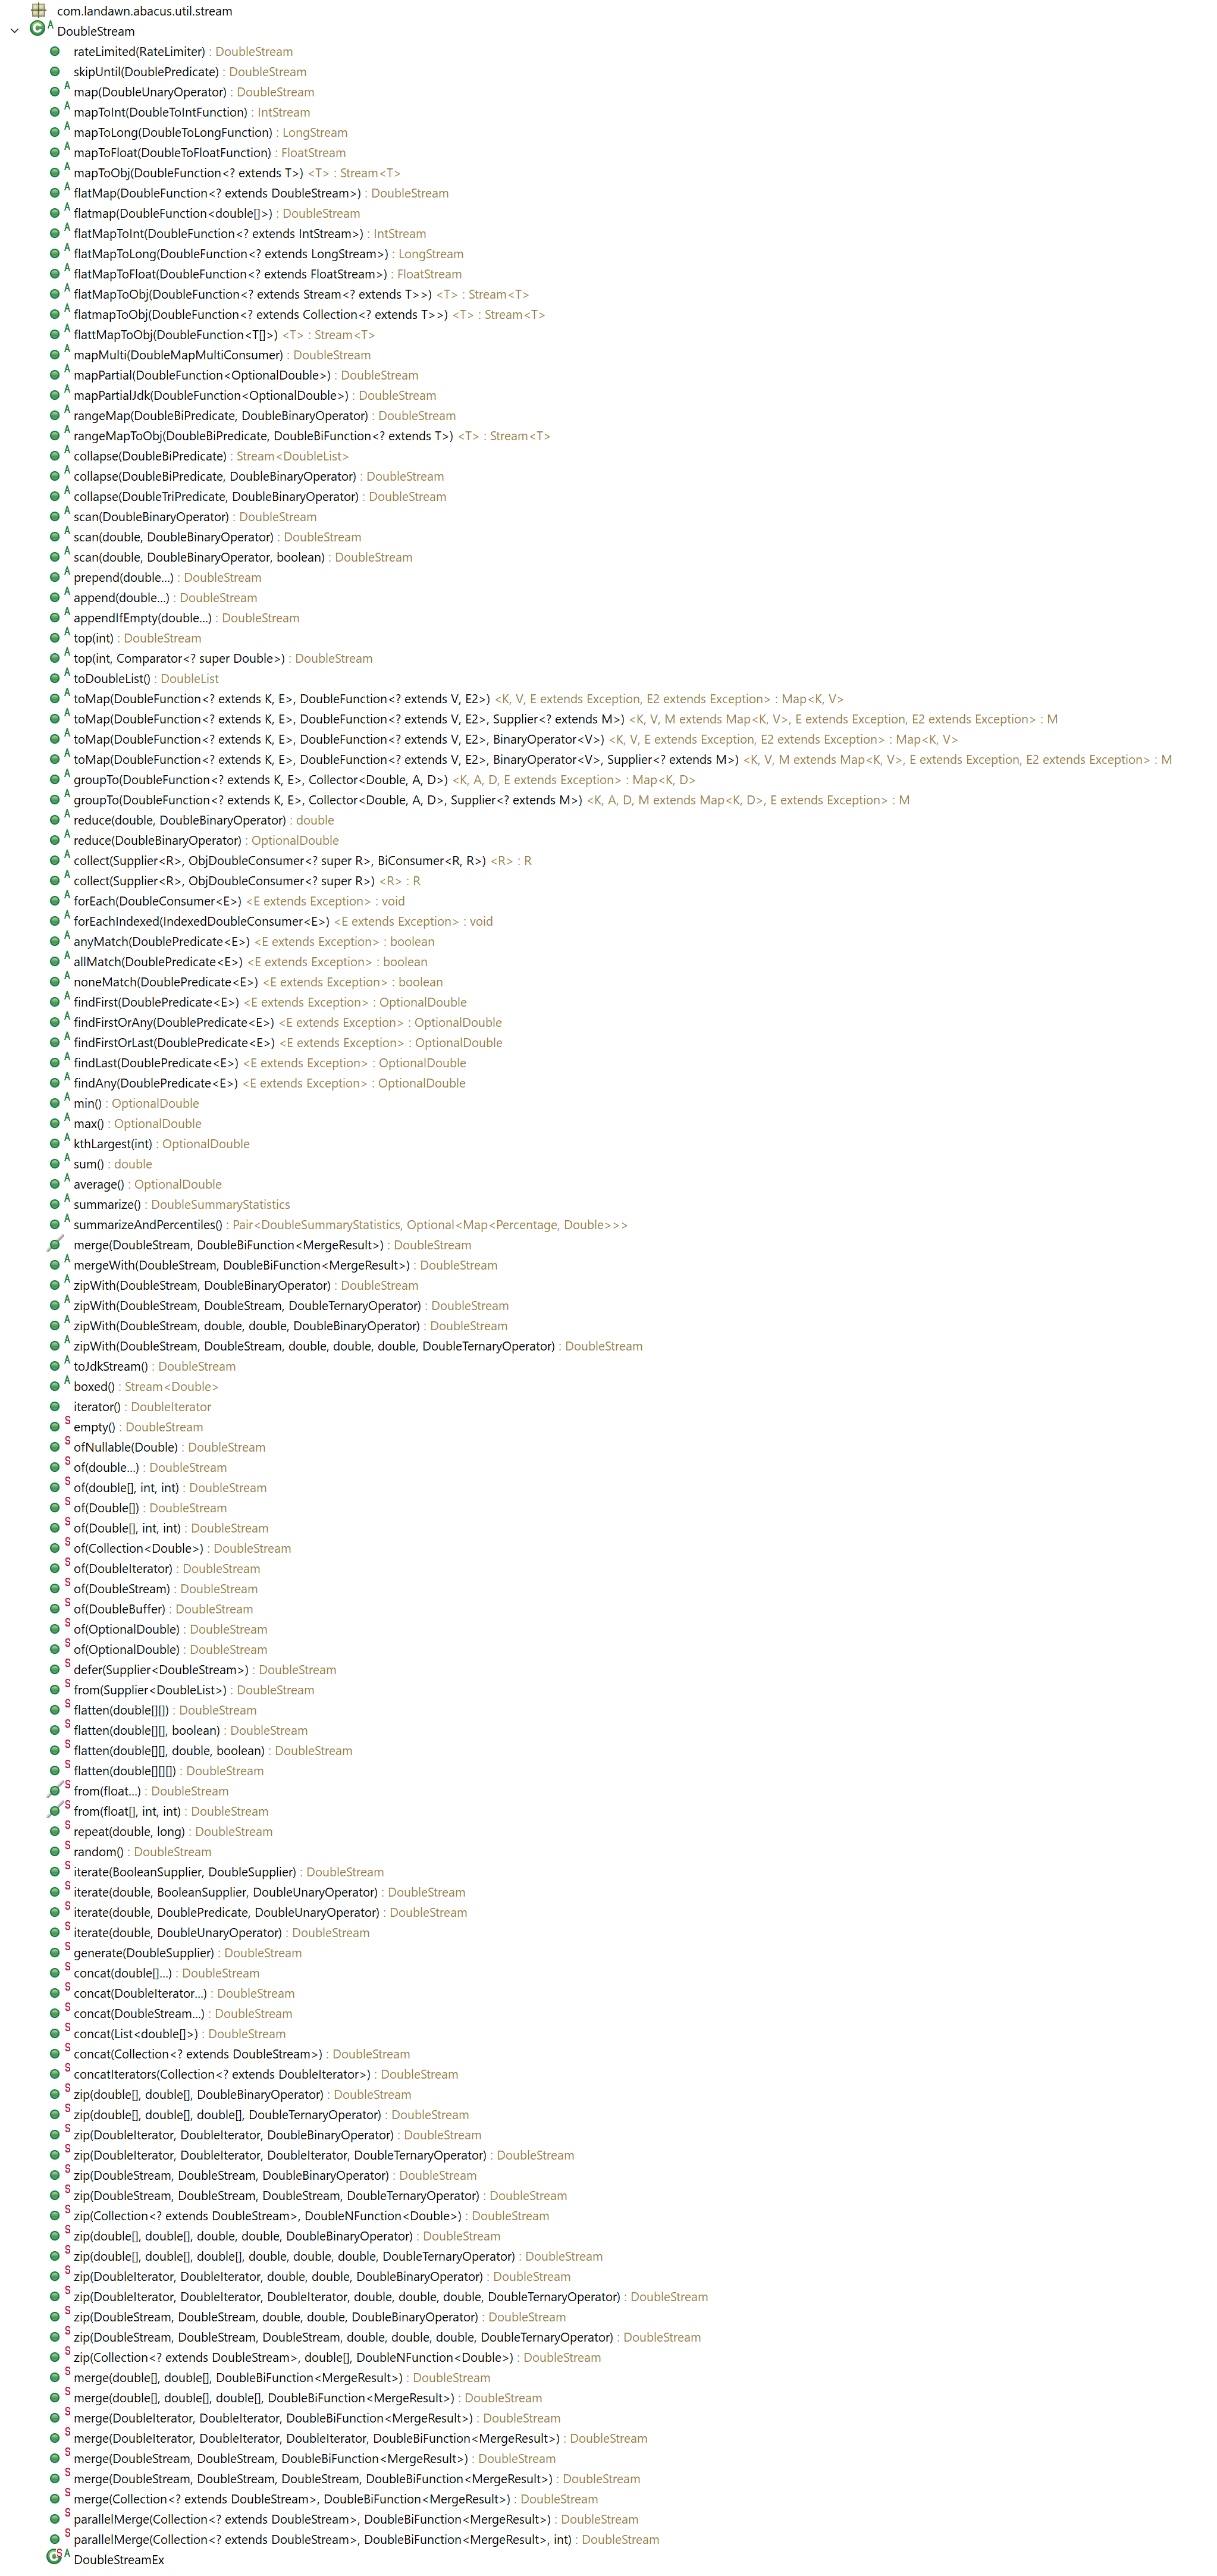 com.landawn.abacus.util.stream
DoubleStream
rateLimited(RateLimiter) : DoubleStream
skipUntil(DoublePredicate) : DoubleStream
map(DoubleUnaryOperator) : DoubleStream
mapToInt(DoubleToIntFunction) : IntStream
mapToLong(DoubleToLongFunction) : LongStream
mapToFloat(DoubleToFloatFunction) : FloatStream
mapToObj(DoubleFunction<? extends T>) <T> : Stream<T>
flatMap(DoubleFunction<? extends DoubleStream>) : DoubleStream
flatmap(DoubleFunction<double[]>) : DoubleStream
flatMapToInt(DoubleFunction<? extends IntStream>) : IntStream
flatMapToLong(DoubleFunction<? extends LongStream>) : LongStream
flatMapToFloat(DoubleFunction<? extends FloatStream>) : FloatStream
flatMapToObj(DoubleFunction<? extends Stream<? extends T>>) <T> : Stream<T>
flatmapToObj(DoubleFunction<? extends Collection<? extends T>>) <T> : Stream<T>
flattMapToObj(DoubleFunction<T[]>) <T> : Stream<T>
mapMulti(DoubleMapMultiConsumer) : DoubleStream
mapPartial(DoubleFunction<OptionalDouble>) : DoubleStream
mapPartialJdk(DoubleFunction<OptionalDouble>) : DoubleStream
rangeMap(DoubleBiPredicate, DoubleBinaryOperator) : DoubleStream
rangeMapToObj(DoubleBiPredicate, DoubleBiFunction<? extends T>) <T> : Stream<T>
collapse(DoubleBiPredicate) : Stream<DoubleList>
collapse(DoubleBiPredicate, DoubleBinaryOperator) : DoubleStream
collapse(DoubleTriPredicate, DoubleBinaryOperator) : DoubleStream
scan(DoubleBinaryOperator) : DoubleStream
scan(double, DoubleBinaryOperator) : DoubleStream
scan(double, DoubleBinaryOperator, boolean) : DoubleStream
prepend(double...) : DoubleStream
append(double...) : DoubleStream
appendIfEmpty(double...) : DoubleStream
top(int) : DoubleStream
top(int, Comparator<? super Double>) : DoubleStream
toDoubleList() : DoubleList
toMap(DoubleFunction<? extends K, E>, DoubleFunction<? extends V, E2>) <K, V, E extends Exception, E2 extends Exception> : Map<K, V>
toMap(DoubleFunction<? extends K, E>, DoubleFunction<? extends V, E2>, Supplier<? extends M>) <K, V, M extends Map<K, V>, E extends Exception, E2 extends Exception> : M
toMap(DoubleFunction<? extends K, E>, DoubleFunction<? extends V, E2>, BinaryOperator<V>) <K, V, E extends Exception, E2 extends Exception> : Map<K, V>
toMap(DoubleFunction<? extends K, E>, DoubleFunction<? extends V, E2>, BinaryOperator<V>, Supplier<? extends M>) <K, V, M extends Map<K, V>, E extends Exception, E2 extends Exception> : M
groupTo(DoubleFunction<? extends K, E>, Collector<Double, A, D>) <K, A, D, E extends Exception> : Map<K, D>
groupTo(DoubleFunction<? extends K, E>, Collector<Double, A, D>, Supplier<? extends M>) <K, A, D, M extends Map<K, D>, E extends Exception> : M
reduce(double, DoubleBinaryOperator) : double
reduce(DoubleBinaryOperator) : OptionalDouble
collect(Supplier<R>, ObjDoubleConsumer<? super R>, BiConsumer<R, R>) <R> : R
collect(Supplier<R>, ObjDoubleConsumer<? super R>) <R> : R
forEach(DoubleConsumer<E>) <E extends Exception> : void
forEachIndexed(IndexedDoubleConsumer<E>) <E extends Exception> : void
anyMatch(DoublePredicate<E>) <E extends Exception> : boolean
allMatch(DoublePredicate<E>) <E extends Exception> : boolean
noneMatch(DoublePredicate<E>) <E extends Exception> : boolean
findFirst(DoublePredicate<E>) <E extends Exception> : OptionalDouble
findFirstOrAny(DoublePredicate<E>) <E extends Exception> : OptionalDouble
findFirstOrLast(DoublePredicate<E>) <E extends Exception> : OptionalDouble
findLast(DoublePredicate<E>) <E extends Exception> : OptionalDouble
findAny(DoublePredicate<E>) <E extends Exception> : OptionalDouble
min() : OptionalDouble
max() : OptionalDouble
kthLargest(int) : OptionalDouble
sum() : double
average() : OptionalDouble
summarize() : DoubleSummaryStatistics
summarizeAndPercentiles() : Pair<DoubleSummaryStatistics, Optional<Map<Percentage, Double>>>
merge(DoubleStream, DoubleBiFunction<MergeResult>) : DoubleStream
mergeWith(DoubleStream, DoubleBiFunction<MergeResult>) : DoubleStream
zipWith(DoubleStream, DoubleBinaryOperator) : DoubleStream
zipWith(DoubleStream, DoubleStream, DoubleTernaryOperator) : DoubleStream
zipWith(DoubleStream, double, double, DoubleBinaryOperator) : DoubleStream
zipWith(DoubleStream, DoubleStream, double, double, double, DoubleTernaryOperator) : DoubleStream
toJdkStream() : DoubleStream
boxed() : Stream<Double>
iterator() : DoubleIterator
empty() : DoubleStream
ofNullable(Double) : DoubleStream
of(double...) : DoubleStream
of(double[], int, int) : DoubleStream
of(Double[]) : DoubleStream
of(Double[], int, int) : DoubleStream
of(Collection<Double>) : DoubleStream
of(DoubleIterator) : DoubleStream
of(DoubleStream) : DoubleStream
of(DoubleBuffer) : DoubleStream
of(OptionalDouble) : DoubleStream
of(OptionalDouble) : DoubleStream
defer(Supplier<DoubleStream>) : DoubleStream
from(Supplier<DoubleList>) : DoubleStream
flatten(double[][]) : DoubleStream
flatten(double[][], boolean) : DoubleStream
flatten(double[][], double, boolean) : DoubleStream
flatten(double[][][]) : DoubleStream
from(float...) : DoubleStream
from(float[], int, int) : DoubleStream
repeat(double, long) : DoubleStream
random() : DoubleStream
iterate(BooleanSupplier, DoubleSupplier) : DoubleStream
iterate(double, BooleanSupplier, DoubleUnaryOperator) : DoubleStream
iterate(double, DoublePredicate, DoubleUnaryOperator) : DoubleStream
iterate(double, DoubleUnaryOperator) : DoubleStream
generate(DoubleSupplier) : DoubleStream
concat(double[]...) : DoubleStream
concat(DoubleIterator...) : DoubleStream
concat(DoubleStream...) : DoubleStream
concat(List<double[]>) : DoubleStream
concat(Collection<? extends DoubleStream>) : DoubleStream
concatIterators(Collection<? extends DoubleIterator>) : DoubleStream
zip(double[], double[], DoubleBinaryOperator) : DoubleStream
zip(double[], double[], double[], DoubleTernaryOperator) : DoubleStream
zip(DoubleIterator, DoubleIterator, DoubleBinaryOperator) : DoubleStream
zip(DoubleIterator, DoubleIterator, DoubleIterator, DoubleTernaryOperator) : DoubleStream
zip(DoubleStream, DoubleStream, DoubleBinaryOperator) : DoubleStream
zip(DoubleStream, DoubleStream, DoubleStream, DoubleTernaryOperator) : DoubleStream
zip(Collection<? extends DoubleStream>, DoubleNFunction<Double>) : DoubleStream
zip(double[], double[], double, double, DoubleBinaryOperator) : DoubleStream
zip(double[], double[], double[], double, double, double, DoubleTernaryOperator) : DoubleStream
zip(DoubleIterator, DoubleIterator, double, double, DoubleBinaryOperator) : DoubleStream
zip(DoubleIterator, DoubleIterator, DoubleIterator, double, double, double, DoubleTernaryOperator) : DoubleStream
zip(DoubleStream, DoubleStream, double, double, DoubleBinaryOperator) : DoubleStream
zip(DoubleStream, DoubleStream, DoubleStream, double, double, double, DoubleTernaryOperator) : DoubleStream
zip(Collection<? extends DoubleStream>, double[], DoubleNFunction<Double>) : DoubleStream
merge(double[], double[], DoubleBiFunction<MergeResult>) : DoubleStream
merge(double[], double[], double[], DoubleBiFunction<MergeResult>) : DoubleStream
merge(DoubleIterator, DoubleIterator, DoubleBiFunction<MergeResult>) : DoubleStream
merge(DoubleIterator, DoubleIterator, DoubleIterator, DoubleBiFunction<MergeResult>) : DoubleStream
merge(DoubleStream, DoubleStream, DoubleBiFunction<MergeResult>) : DoubleStream
merge(DoubleStream, DoubleStream, DoubleStream, DoubleBiFunction<MergeResult>) : DoubleStream
merge(Collection<? extends DoubleStream>, DoubleBiFunction<MergeResult>) : DoubleStream
parallelMerge(Collection<? extends DoubleStream>, DoubleBiFunction<MergeResult>) : DoubleStream
parallelMerge(Collection<? extends DoubleStream>, DoubleBiFunction<MergeResult>, int) : DoubleStream
DoubleStreamEx